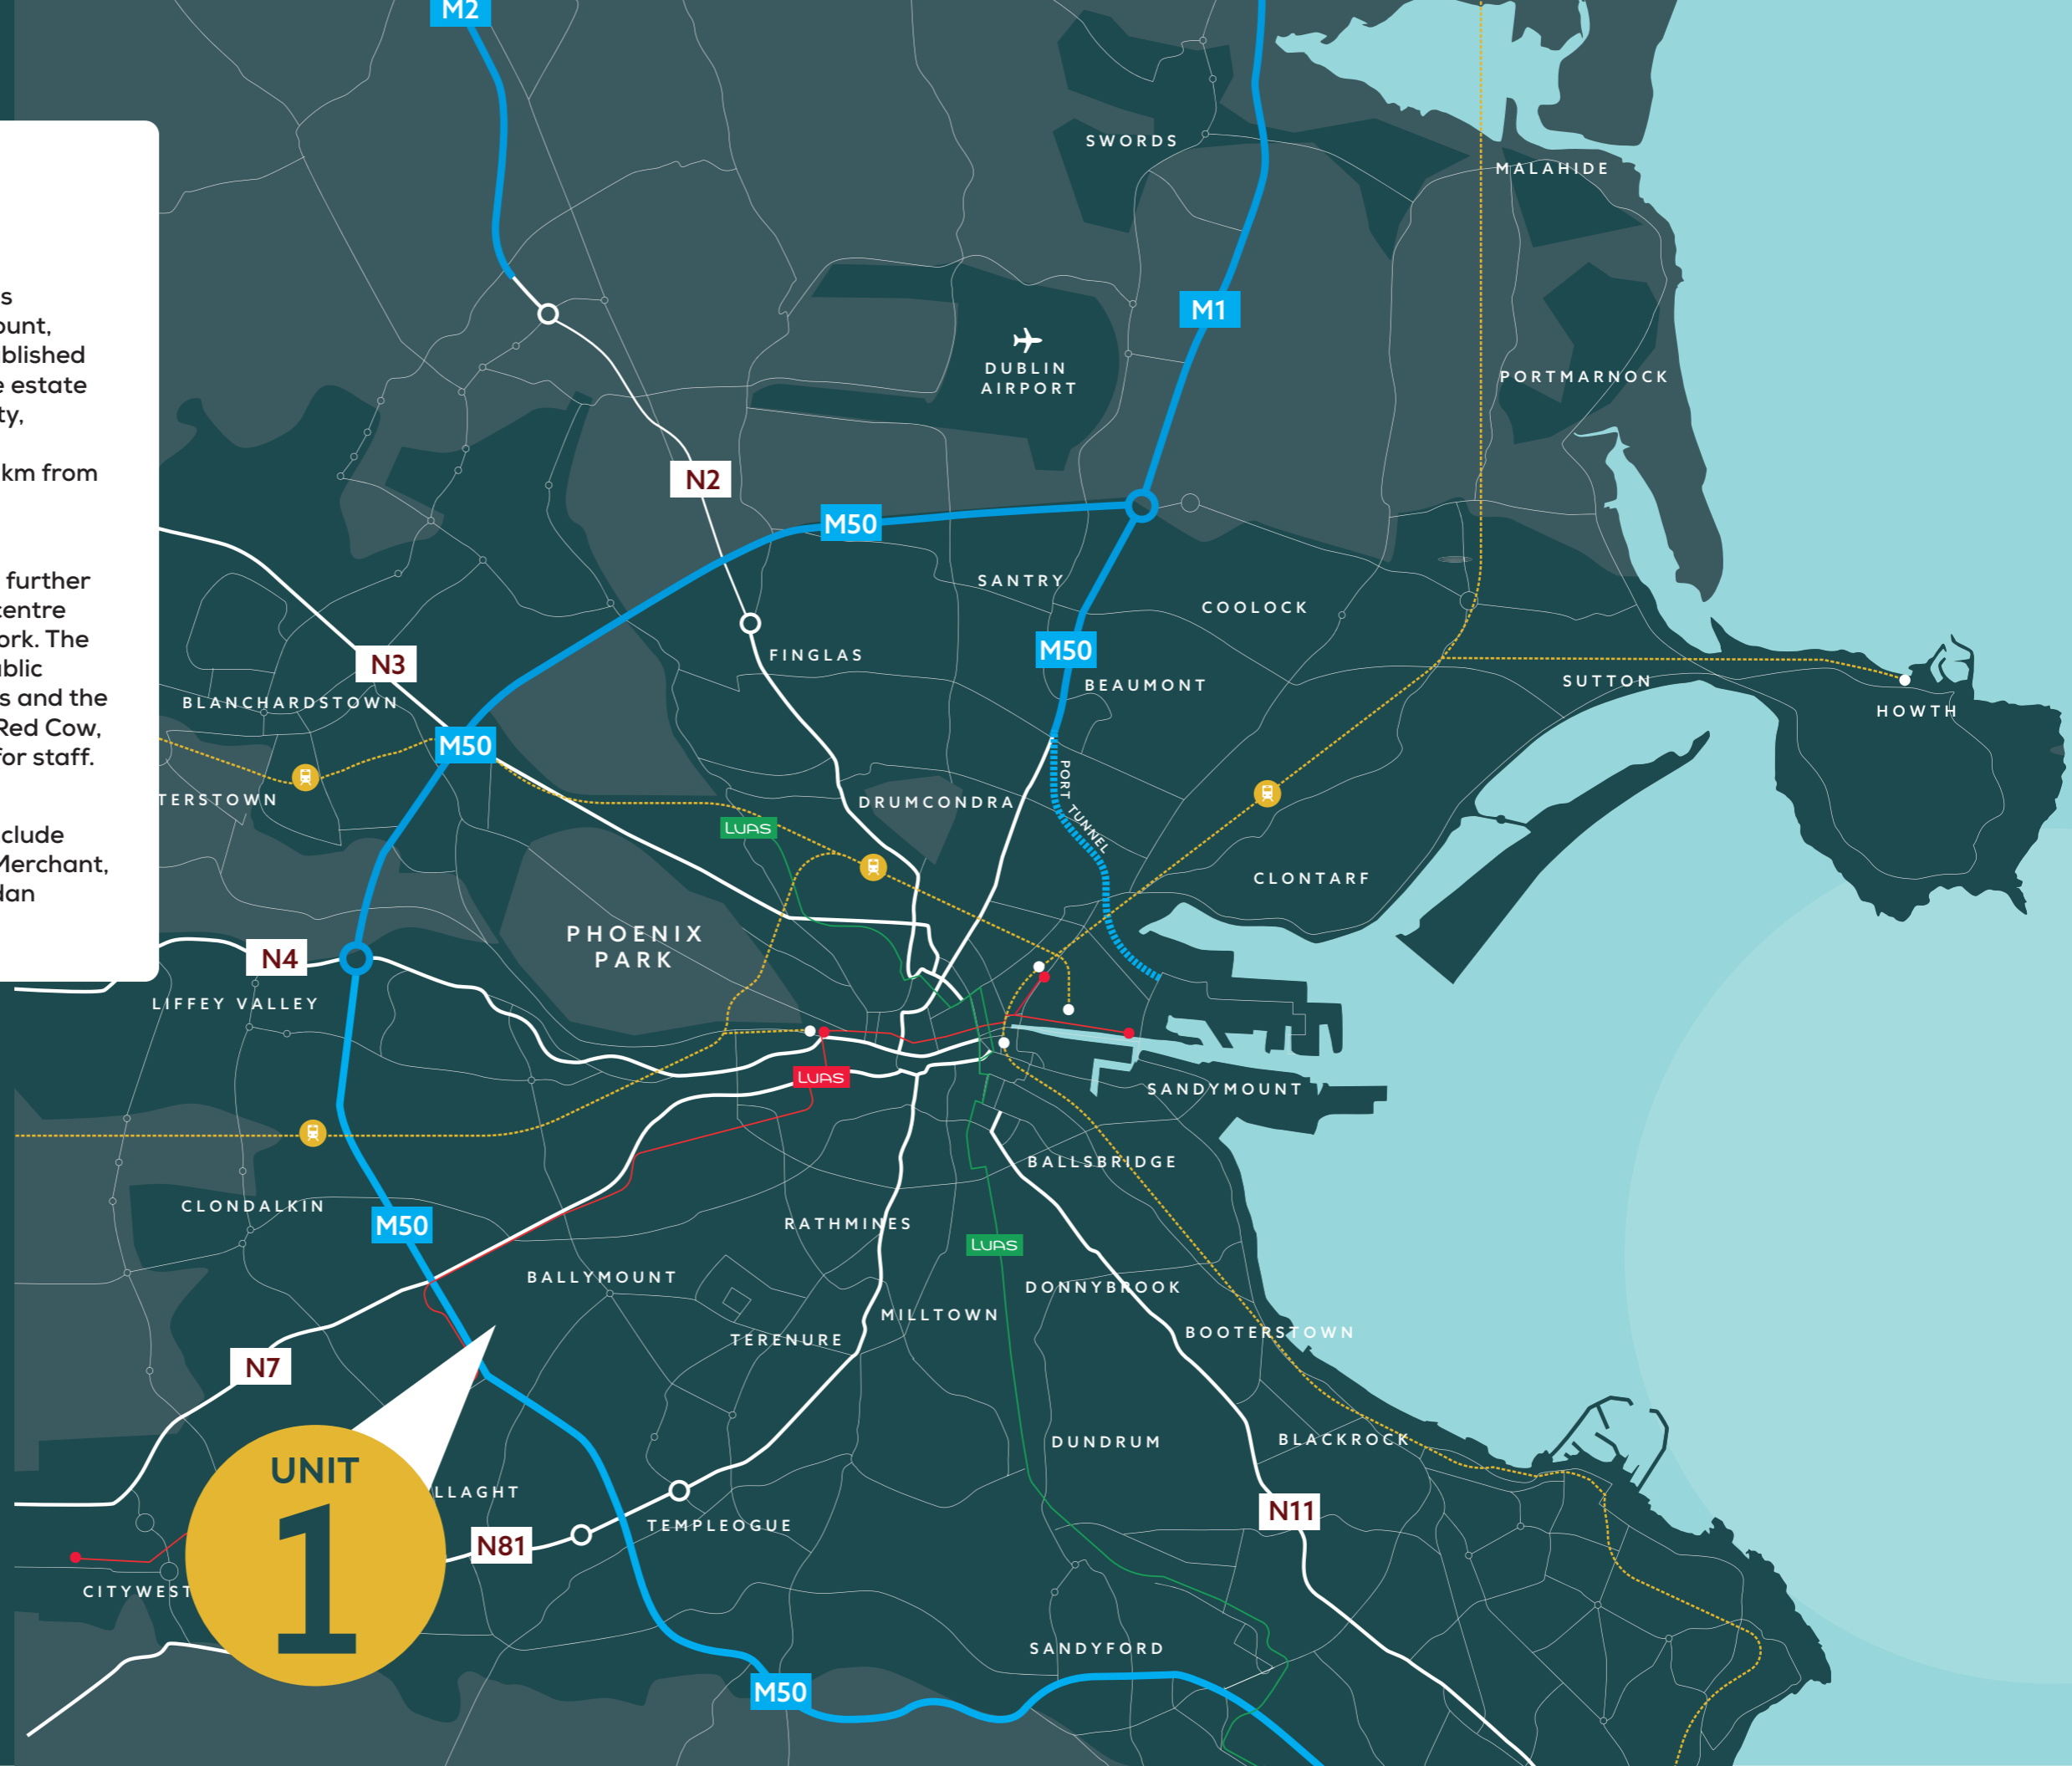 s
ount,
blished
e estate
ty,
km from
further
centre
ork. The
ublic
s and the
Red Cow,
for staff.
clude
Merchant,
dan
M2
SWORDS
MALAHIDE
M1
DUBLIN
AIRPORT
PORTMARNOCK
N2
M50
SANTRY
COOLOCK
M50
FINGLAS
N3
BEAUMONT
SUTTON
BLANCHARDSTOWN
HOWTH
M50
PORT TUNNEL
TERSTOWN
DRUMCONDRA
LUAS
CLONTARF
PHOENIX
PARK
N4
LIFFEY VALLEY
LUAS
SANDYMOUNT
BALLSBRIDGE
CLONDALKIN
M50
RATHMINES
LUAS
BALLYMOUNT
DONNYBROOK
MILLTOWN
TERENURE
BOOTERSTOWN
N7
DUNDRUM
BLACKROCK
UNIT
1
LLAGHT
N11
TEMPLEOGUE
N81
CITYWEST
SANDYFORD
M50